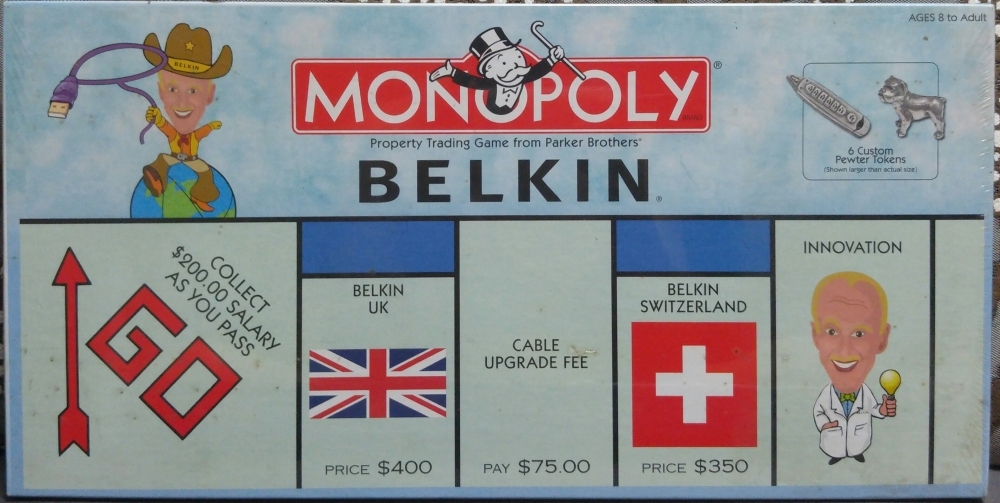 AGES 8 to Adult
BELKIN
MONOPOLY®
Property Trading Game from Parker Brothers®
BELKIN®
6 Custom
Pewter Tokens
(Shown larger than actual size)
COLLECT
$200.00 SALARY
AS YOU PASS
GO
BELKIN
UK
PRICE $400
CABLE
UPGRADE FEE
PAY $75.00
BELKIN
SWITZERLAND
PRICE $350
INNOVATION